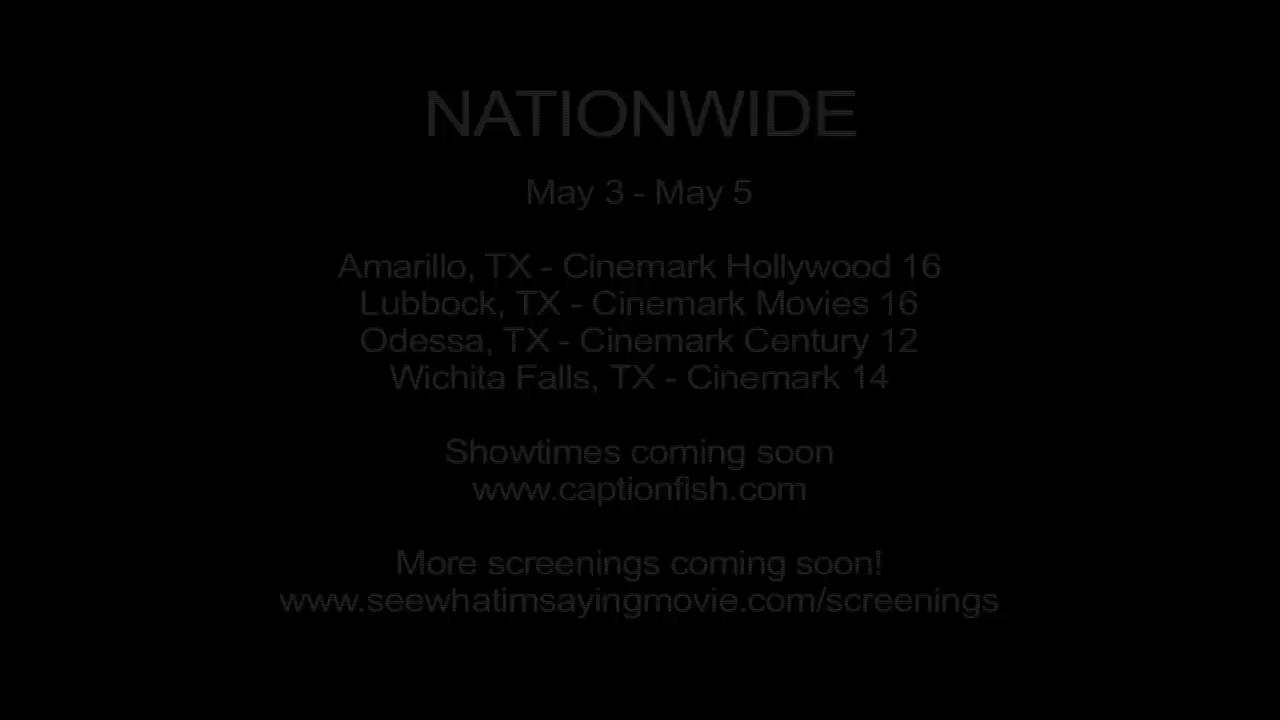 NATIONWIDE
May 3 - May 5
Amarillo, TX - Cinemark Hollywood 16
Lubbock, TX - Cinemark Movies 16
Odessa, TX - Cinemark Century 12
Wichita Falls, TX - Cinemark 14
Showtimes coming soon
www.captionfish.com
More screenings coming soon!
www.seewhatimsayingmovie.com/screenings